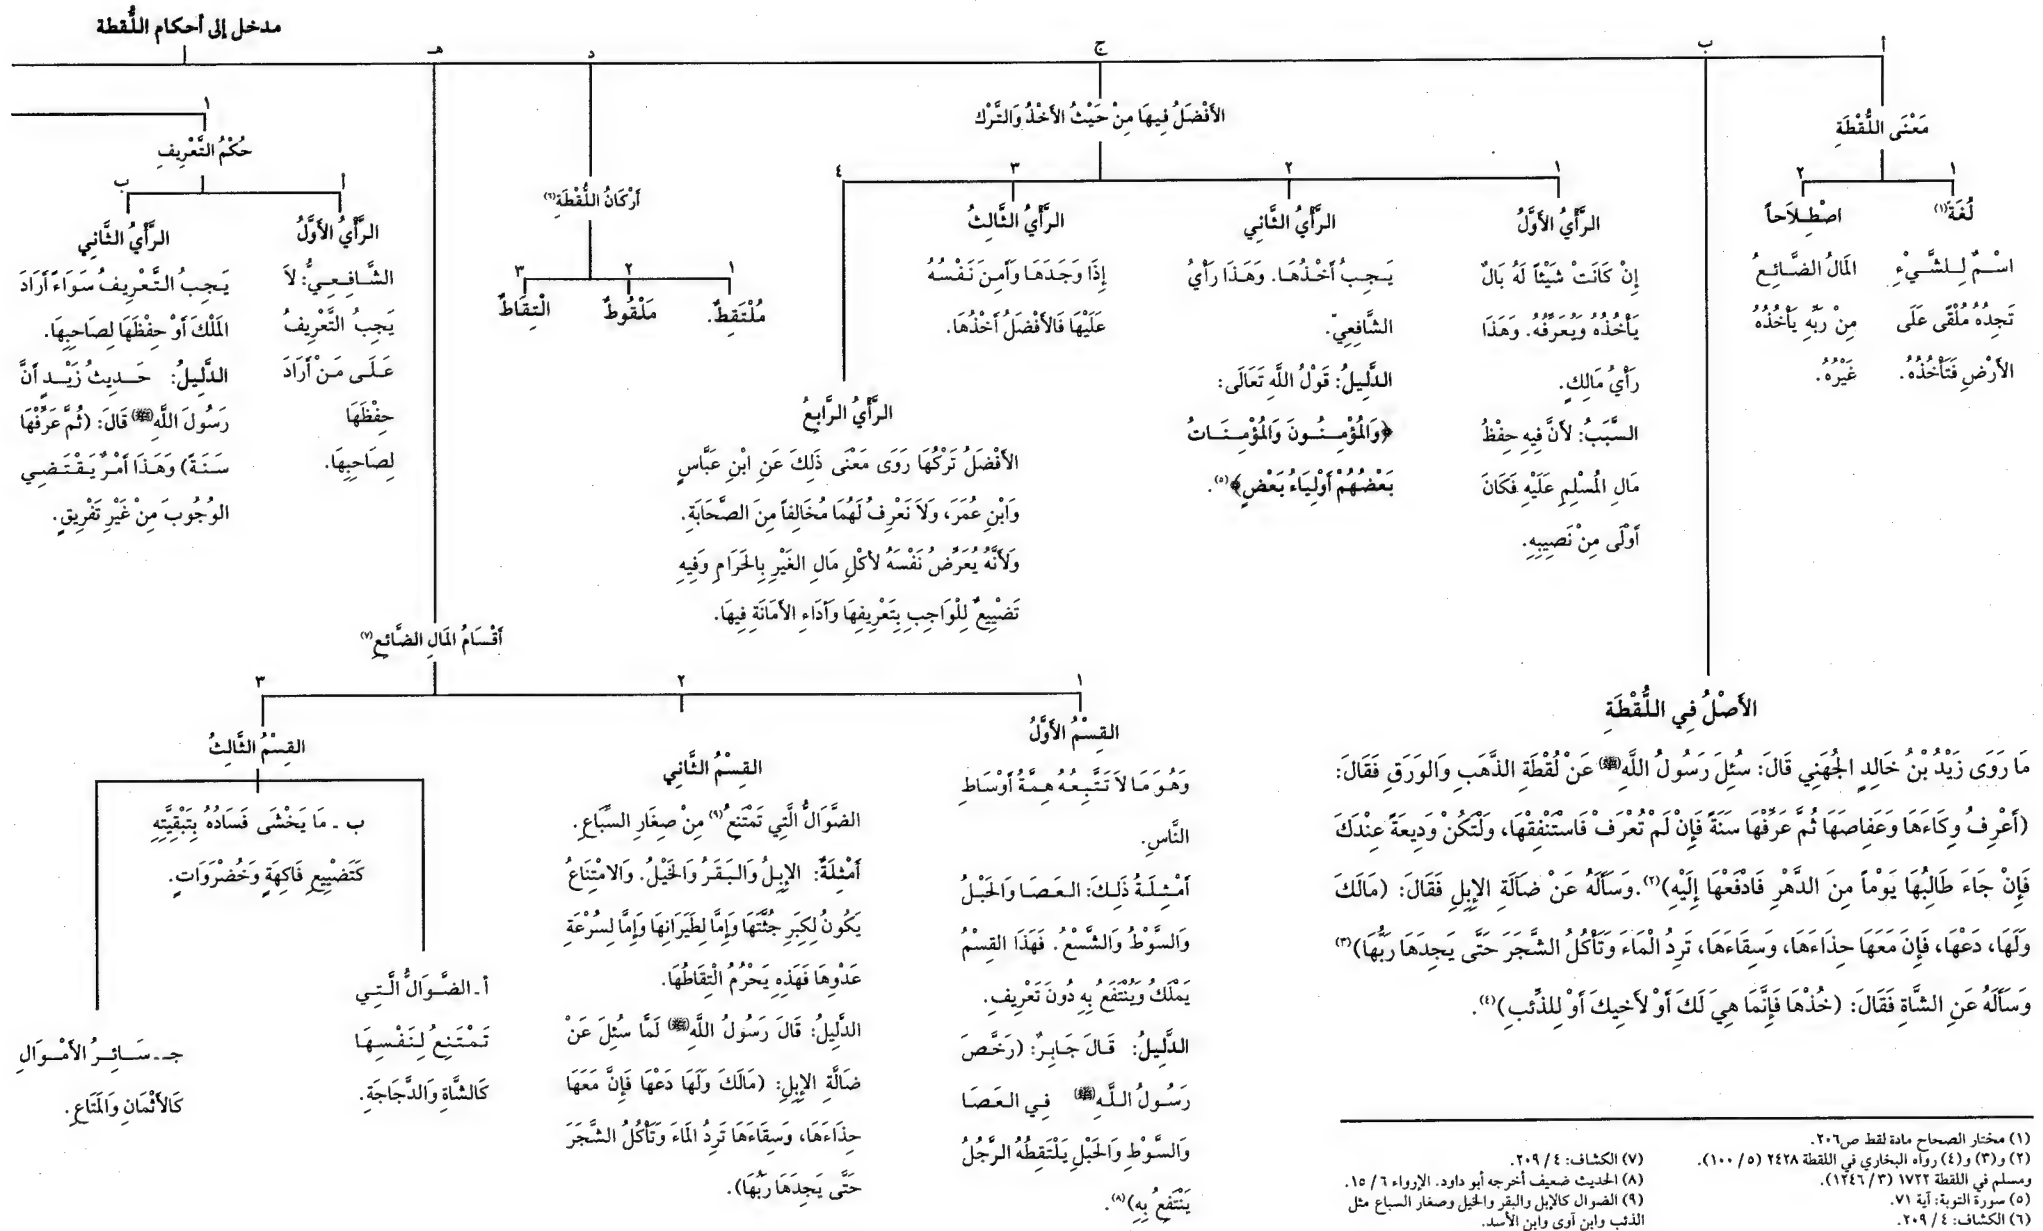 مدخل إلى أحكام اللُّقطة
أ
مَعْنَى اللُّقْطَةِ
١
لُغَةً(١)
اسْمٌ لِلشَّيْءِ
تَجِدُهُ مُلْقًى عَلَى
الأَرْضِ فَتَأْخُذُهُ.
٢
اصْطِلَاحاً
المَالُ الضَّائِعُ
مِنْ رَبِّهِ يَأْخُذُهُ
غَيْرُهُ.
ب
الأَصْلُ فِي اللُّقْطَةِ
مَا رَوَى زَيْدُ بْنُ خَالِدٍ الجُهَنِي قَالَ: سُئِلَ رَسُولُ اللَّهِ(ﷺ) عَنْ لُقْطَةِ الذَّهَبِ وَالوَرَقِ فَقَالَ:
(أَعْرِفُ وِكَاءَهَا وَعَفَاصَهَا ثُمَّ عَرِّفْهَا سَنَةً فَإِنْ لَمْ تُعْرَفْ فَاسْتَنْفِقْهَا، وَلْتَكُنْ وَدِيعَةً عِنْدَكَ
فَإِنْ جَاءَ طَالِبُهَا يَوْماً مِنَ الدَّهْرِ فَادْفَعْهَا إِلَيْهِ)(٢). وَسَأَلَهُ عَنْ ضَآلَةِ الإِبِلِ فَقَالَ: (مَالَكَ
وَلَهَا، دَعْهَا، فَإِنَ مَعَهَا حِذَاءَهَا، وَسِقَاءَهَا، تَرِدُ الْمَاءَ وَتَأْكُلُ الشَّجَرَ حَتَّى يَجِدَهَا رَبُّهَا)(٣)
وَسَأَلَهُ عَنِ الشَّاةِ فَقَالَ: (خُذْهَا فَإِنَّمَا هِيَ لَكَ أَوْ لأَخِيكَ أَوْ لِلذِّئْبِ)(٤).
ج
الأَفْضَلُ فِيهَا مِنْ حَيْثُ الأَخْذُ وَالتَّرْك
١
الرَّأْيُ الأَوَّلُ
إِنْ كَانَتْ شَيْئاً لَهُ بَالٌ
يَأْخُذُهُ وَيُعَرِّفُهُ. وَهَذَا
رَأْيُ مَالِكٍ.
السَّبَبُ: لأَنَّ فِيهِ حِفْظُ
مَالِ المُسْلِمِ عَلَيْهِ فَكَانَ
أَوْلَى مِنْ نَصِيبِهِ.
٢
الرَّأْيُ الثَّانِي
يَجِبُ أَخْذُهَا. وَهَذَا رَأْيُ
الشَّافِعِيّ.
الدَّلِيلُ: قَوْلُ اللَّهِ تَعَالَى:
﴿وَالمُؤْمِنُونَ وَالمُؤْمِنَاتُ
بَعْضُهُمْ أَوْلِيَاءُ بَعْضٍ﴾(٥).
٣
الرَّأْيُ الثَّالِثُ
إِذَا وَجَدَهَا وَأَمِنَ نَفْسُهُ
عَلَيْهَا فَالأَفْضَلُ أَخْذُهَا.
٤
الرَّأْيُ الرَّابِعُ
الأَفْضَلُ تَرْكُهَا رَوَى مَعْنَى ذَلِكَ عَنِ ابْنِ عَبَّاسٍ
وَابْنِ عُمَرَ، وَلَا نَعْرِفُ لَهُمَا مُخَالِفاً مِنَ الصَّحَابَةِ.
وَلأَنَّهُ يُعَرِّضُ نَفْسَهُ لأَكْلِ مَالِ الغَيْرِ بِالحَرَامِ وَفِيهِ
تَضْيِيعٌ لِلْوَاجِبِ بِتَعْرِيفِهَا وَأَدَاءِ الأَمَانَةِ فِيهَا.
د
أَرْكَانُ اللُّقْطَةِ(٦)
١
مُلْتَقِطٌ.
٢
مَلْقُوطٌ
٣
الْتِقَاطٌ
هـ
أَقْسَامُ المَالِ الضَّائِعِ(٧)
١
القِسْمُ الأَوَّلُ
وَهُوَ مَا لَا تَتَّبِعُهُ هِمَّةُ أَوْسَاطِ
النَّاسِ.
أَمْثِلَةُ ذَلِكَ: العَصَا وَالحَبْلُ
وَالسَّوْطُ وَالشَّسْعُ. فَهَذَا القِسْمُ
يَمْلَكُ وَيُنْتَفَعُ بِهِ دُونَ تَعْرِيفٍ.
الدَّلِيلُ: قَالَ جَابِرٌ: (رَخَّصَ
رَسُولُ اللَّهِ(ﷺ) فِي العَصَا
وَالسَّوْطِ وَالحَبْلِ يَلْتَقِطُهُ الرَّجُلُ
يَنْتَفِعُ بِهِ)(٨).
٢
القِسْمُ الثَّانِي
الضَّوَالُّ الَّتِي تَمْتَنِعُ(٩) مِنْ صِغَارِ السِّبَاعِ.
أَمْثِلَةٌ: الإِبِلُ وَالبَقَرُ وَالخَيْلُ. وَالامْتِنَاعُ
يَكُونُ لِكِبَرِ جُثَّتِهَا وَإِمَّا لِطَيَرَانِهَا وَإِمَّا لِسُرْعَةِ
عَدْوِهَا فَهَذِهِ يَحْرُمُ الْتِقَاطُهَا.
الدَّلِيلُ: قَالَ رَسُولُ اللَّهِ(ﷺ) لَمَّا سُئِلَ عَنْ
ضَالَّةِ الإِبِلِ: (مَالَكَ وَلَهَا دَعْهَا فَإِنَّ مَعَهَا
حِذَاءَهَا، وَسِقَاءَهَا تَرِدُ المَاءَ وَتَأْكُلُ الشَّجَرَ
حَتَّى يَجِدَهَا رَبُّهَا).
٣
القِسْمُ الثَّالِثُ
أ ـ الضَّوَالُّ الَّتِي
تَمْتَنِعُ لِنَفْسِهَا
كَالشَّاةِ وَالدَّجَاجَةِ.
ب ـ مَا يَخْشَى فَسَادُهُ بِتَبْقِيَّتِهِ
كَتَضْيِيعِ فَاكِهَةٍ وَخُضْرَوَاتٍ.
جـ ـ سَائِرُ الأَمْوَالِ
كَالأَثْمَانِ وَالمَتَاعِ.
١
حُكْمُ التَّعْرِيفِ
أ
الرَّأْيُ الأَوَّلُ
الشَّافِعِيُّ: لَا
يَجِبُ التَّعْرِيفُ
عَلَى مَنْ أَرَادَ
حِفْظَهَا
لِصَاحِبِهَا.
ب
الرَّأْيُ الثَّانِي
يَجِبُ التَّعْرِيفُ سَوَاءً أَرَادَ
المَلْكَ أَوْ حِفْظَهَا لِصَاحِبِهَا.
الدَّلِيلُ: حَدِيثُ زَيْدٍ أَنَّ
رَسُولَ اللَّهِ(ﷺ) قَالَ: (ثُمَّ عَرِّفْهَا
سَنَةً) وَهَذَا أَمْرٌ يَقْتَضِي
الوُجُوبَ مِنْ غَيْرِ تَفْرِيقٍ.
(١) مختار الصحاح مادة لقط ص٢٠٦.
(٢) و(٣) و(٤) رواه البخاري في اللقطة ٢٤٢٨ (٥/ ١٠٠).
ومسلم في اللقطة ١٧٢٢ (٣/ ١٢٤٦).
(٥) سورة التوبة: آية ٧١.
(٦) الكشاف: ٤/ ٢٠٩.
(٧) الكشاف: ٤/ ٢٠٩.
(٨) الحديث ضعيف أخرجه أبو داود. الإرواء ٦/ ١٥.
(٩) الضوال كالإبل والبقر والخيل وصغار السباع مثل
الذئب وابن آوى وابن الأسد.